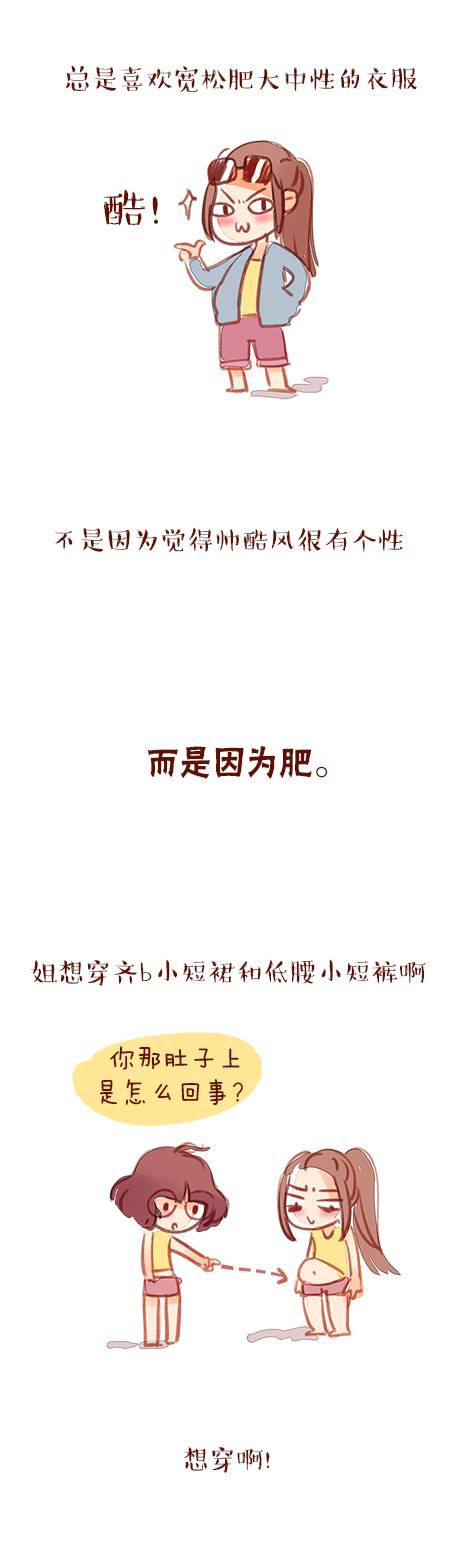 总是喜欢宽松肥大中性的衣服
酷！
不是因为觉得帅酷风很有个性
而是因为肥。
姐想穿齐b小短裙和低腰小短裤啊
你那肚子上
是怎么回事？
想穿啊！